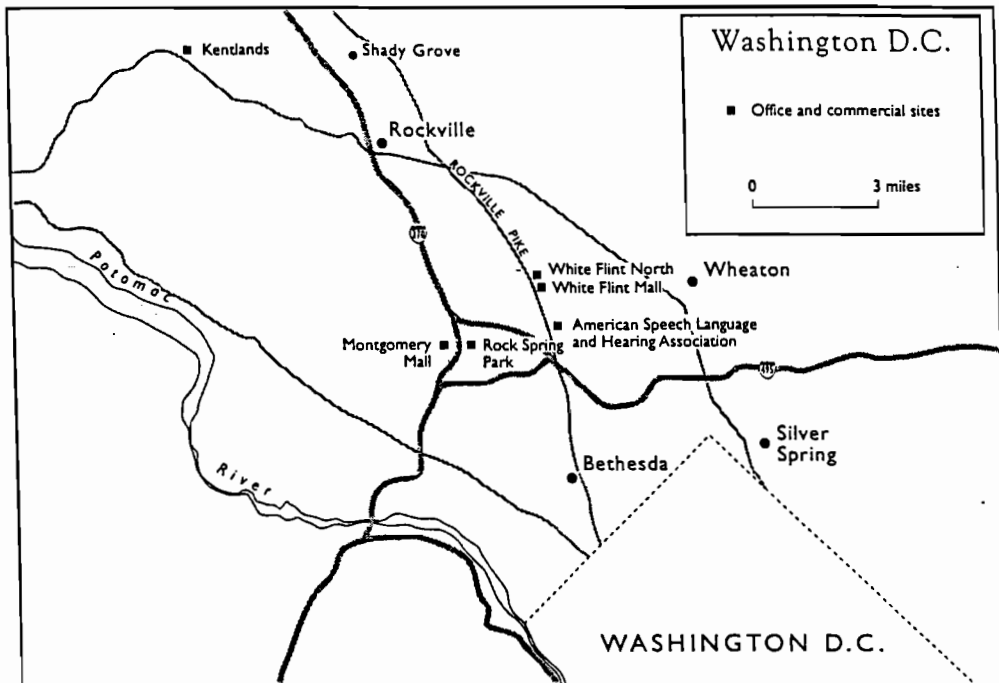 Washington D.C.
Office and commercial sites
0 3 miles
Kentlands
Shady Grove
Rockville
ROCKVILLE PIKE
White Flint North
White Flint Mall
Wheaton
American Speech Language
and Hearing Association
Montgomery
Mall
Rock Spring
Park
495
Potomac
River
Bethesda
Silver
Spring
WASHINGTON D.C.